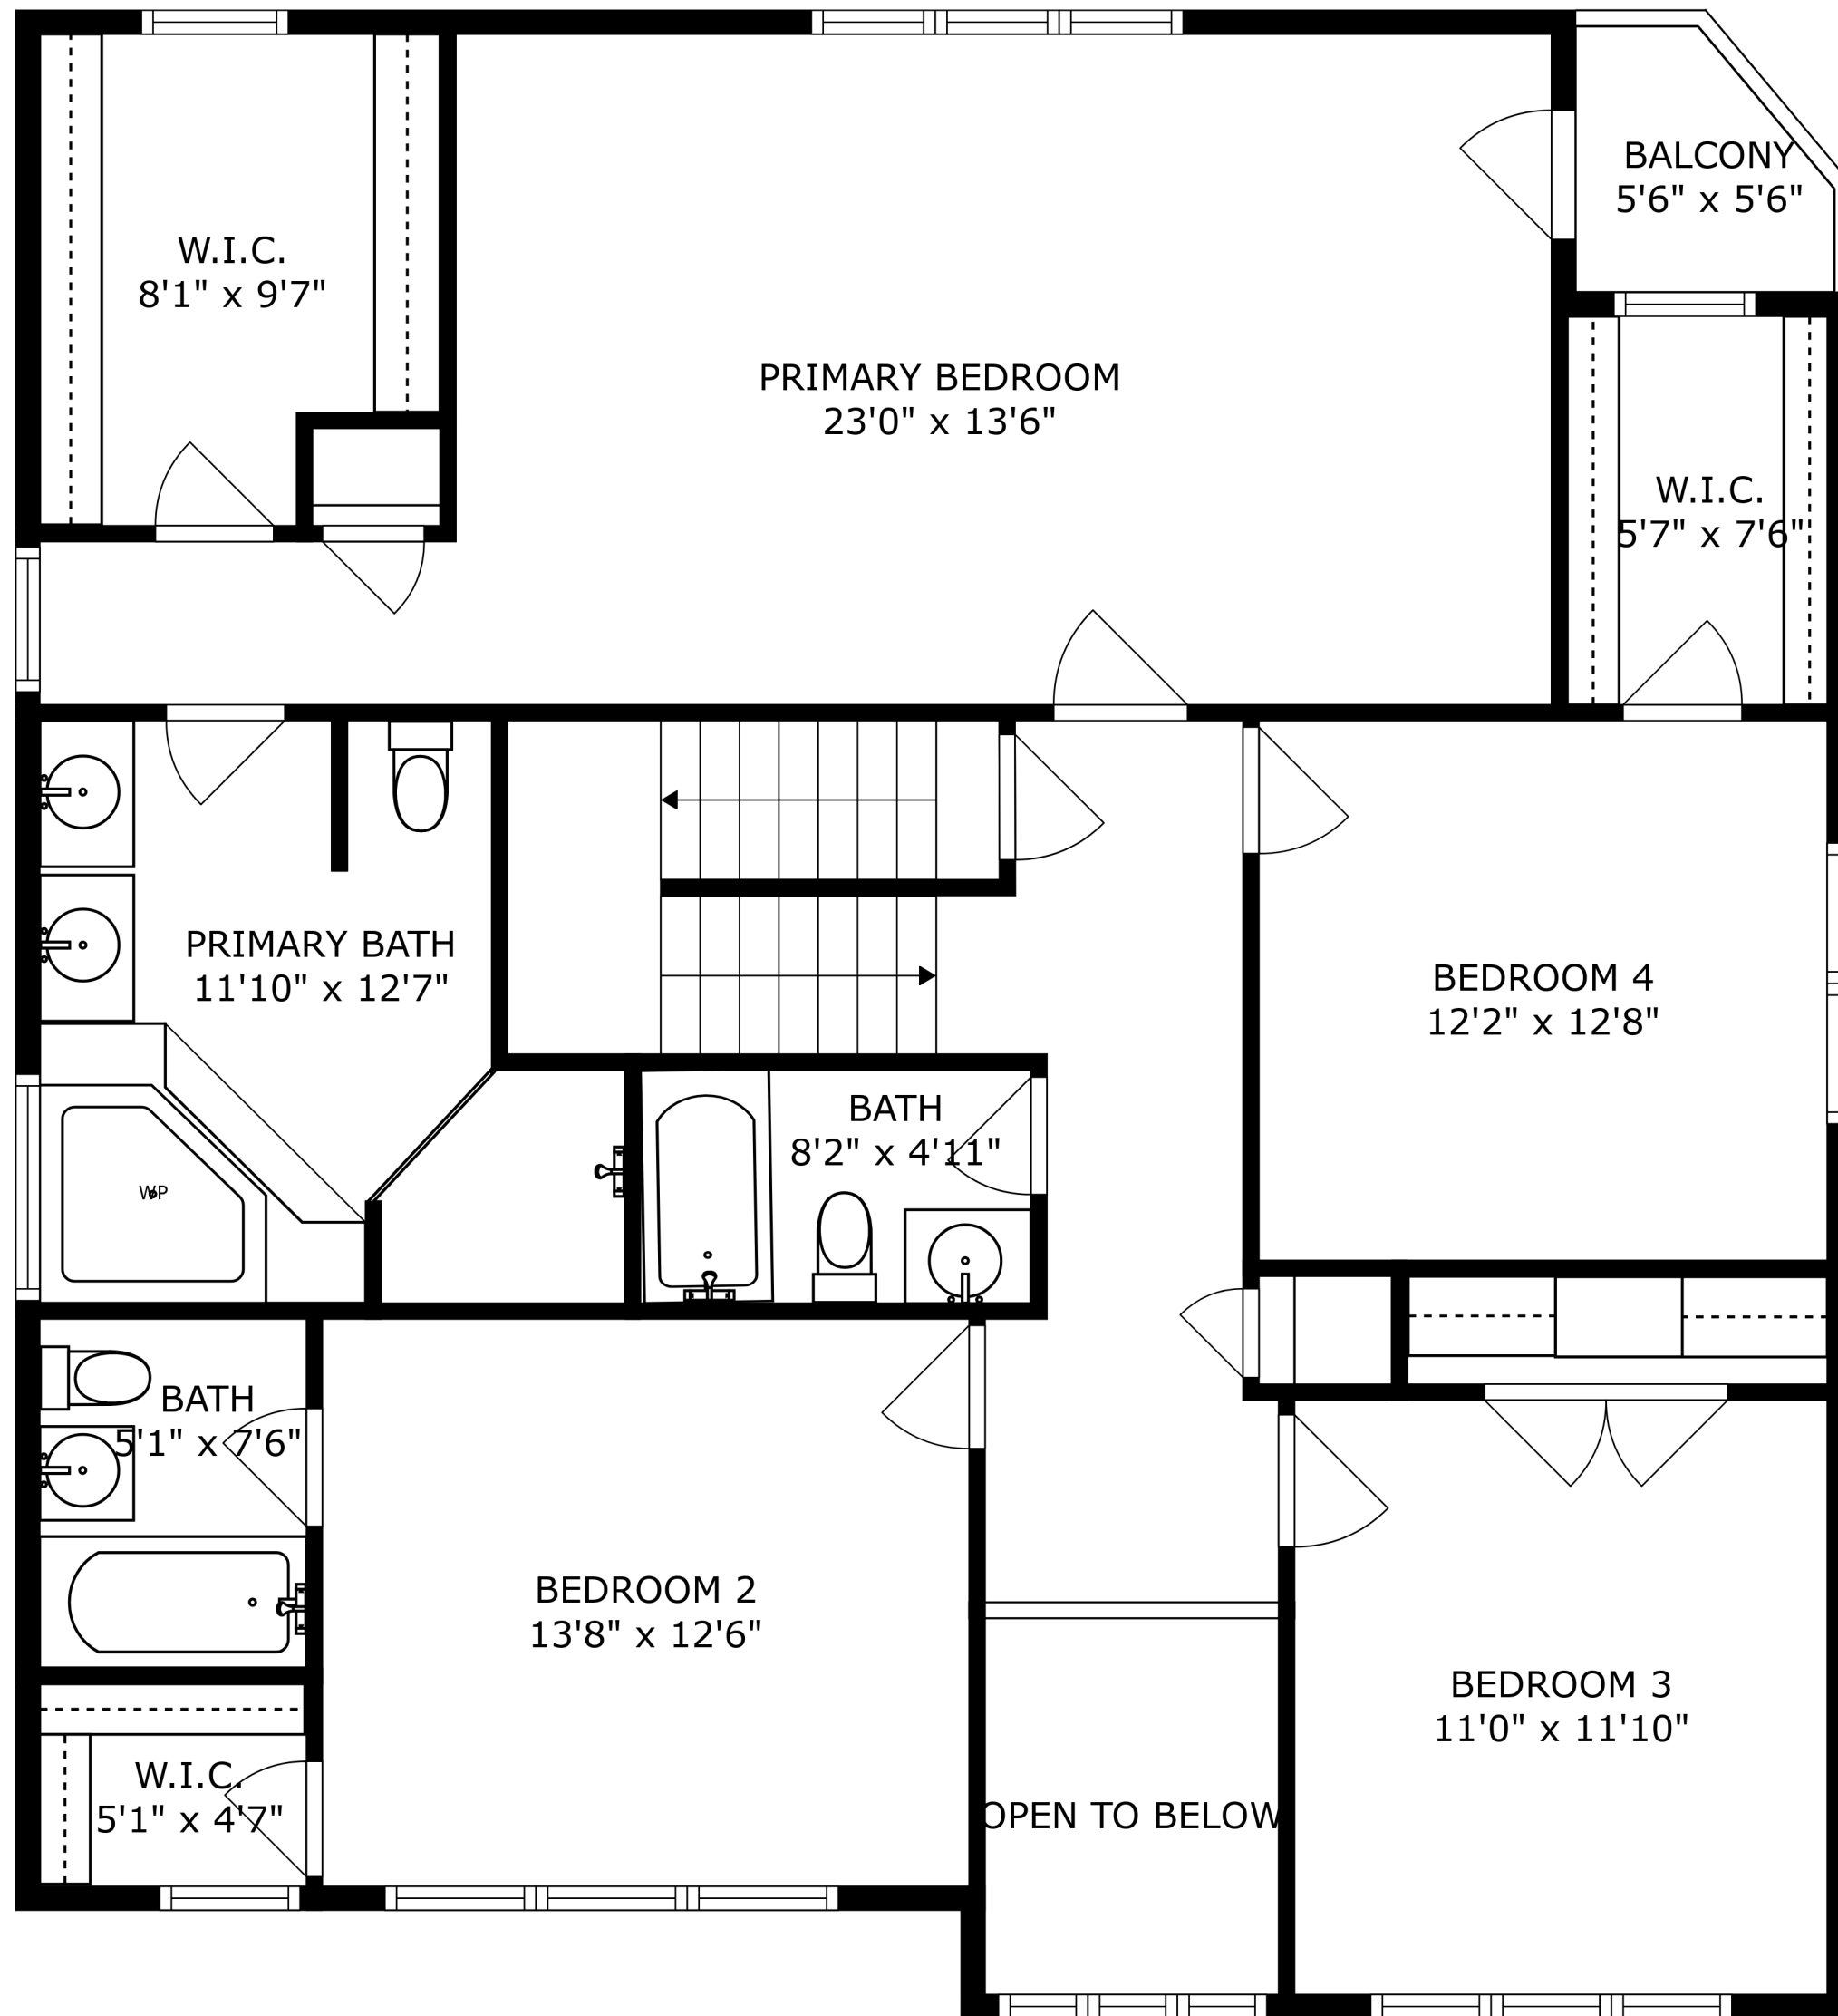 BALCONY
5'6" x 5'6"
W.I.C.
8'1" x 9'7"
PRIMARY BEDROOM
23'0" x 13'6"
W.I.C.
5'7" x 7'6"
PRIMARY BATH
11'10" x 12'7"
BEDROOM 4
12'2" x 12'8"
BATH
8'2" x 4'11"
WP
BATH
5'1" x 7'6"
BEDROOM 2
13'8" x 12'6"
BEDROOM 3
11'0" x 11'10"
W.I.C.
5'1" x 4'7"
OPEN TO BELOW